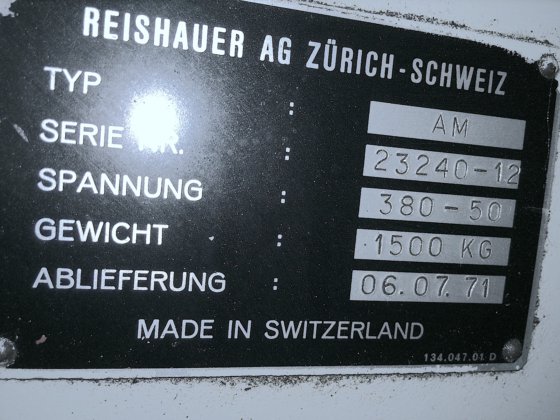 REISHAUER AG ZÜRICH-SCHWEIZ
TYP : AM
SERIE NR. : 23240-12
SPANNUNG : 380-50
GEWICHT : 1500 KG
ABLIEFERUNG : 06.07.71
MADE IN SWITZERLAND
134.047.01 D